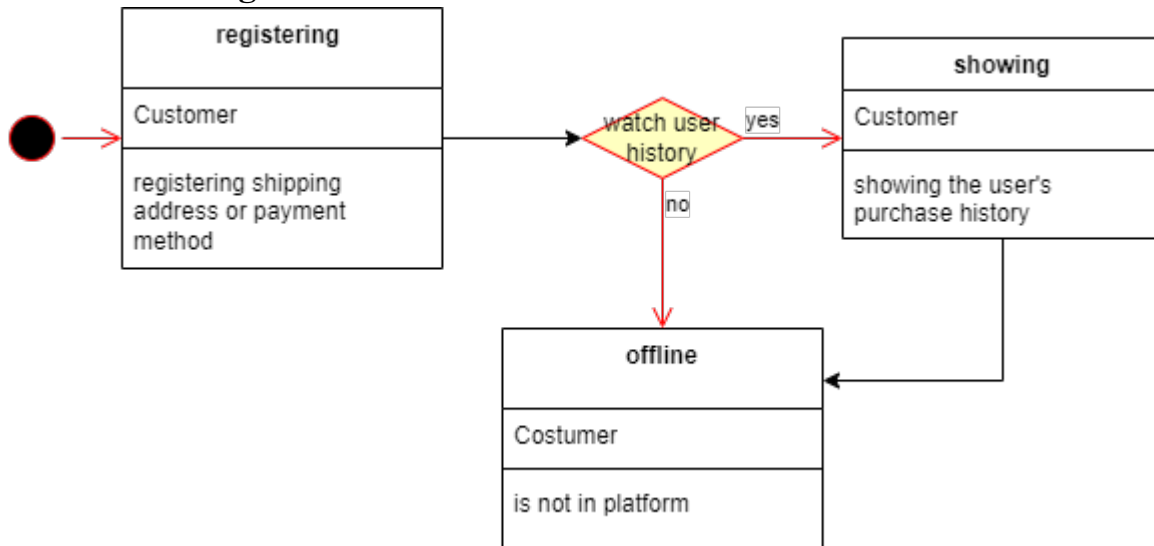 registering
Customer
registering shipping
address or payment
method
watch user
history
yes
no
showing
Customer
showing the user's
purchase history
offline
Costumer
is not in platform